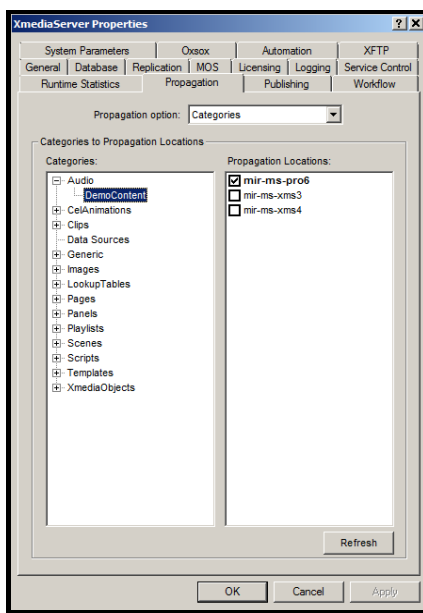 XmediaServer Properties
System Parameters Oxsox Automation XFTP
General Database Replication MOS Licensing Logging Service Control
Runtime Statistics Propagation Publishing Workflow
Propagation option: Categories
Categories to Propagation Locations
Categories: Propagation Locations:
Audio mir-ms-pro6
DemoContent mir-ms-xms3
CelAnimations mir-ms-xms4
Clips
Data Sources
Generic
Images
LookupTables
Pages
Panels
Playlists
Scenes
Scripts
Templates
XmediaObjects
Refresh
OK Cancel Apply